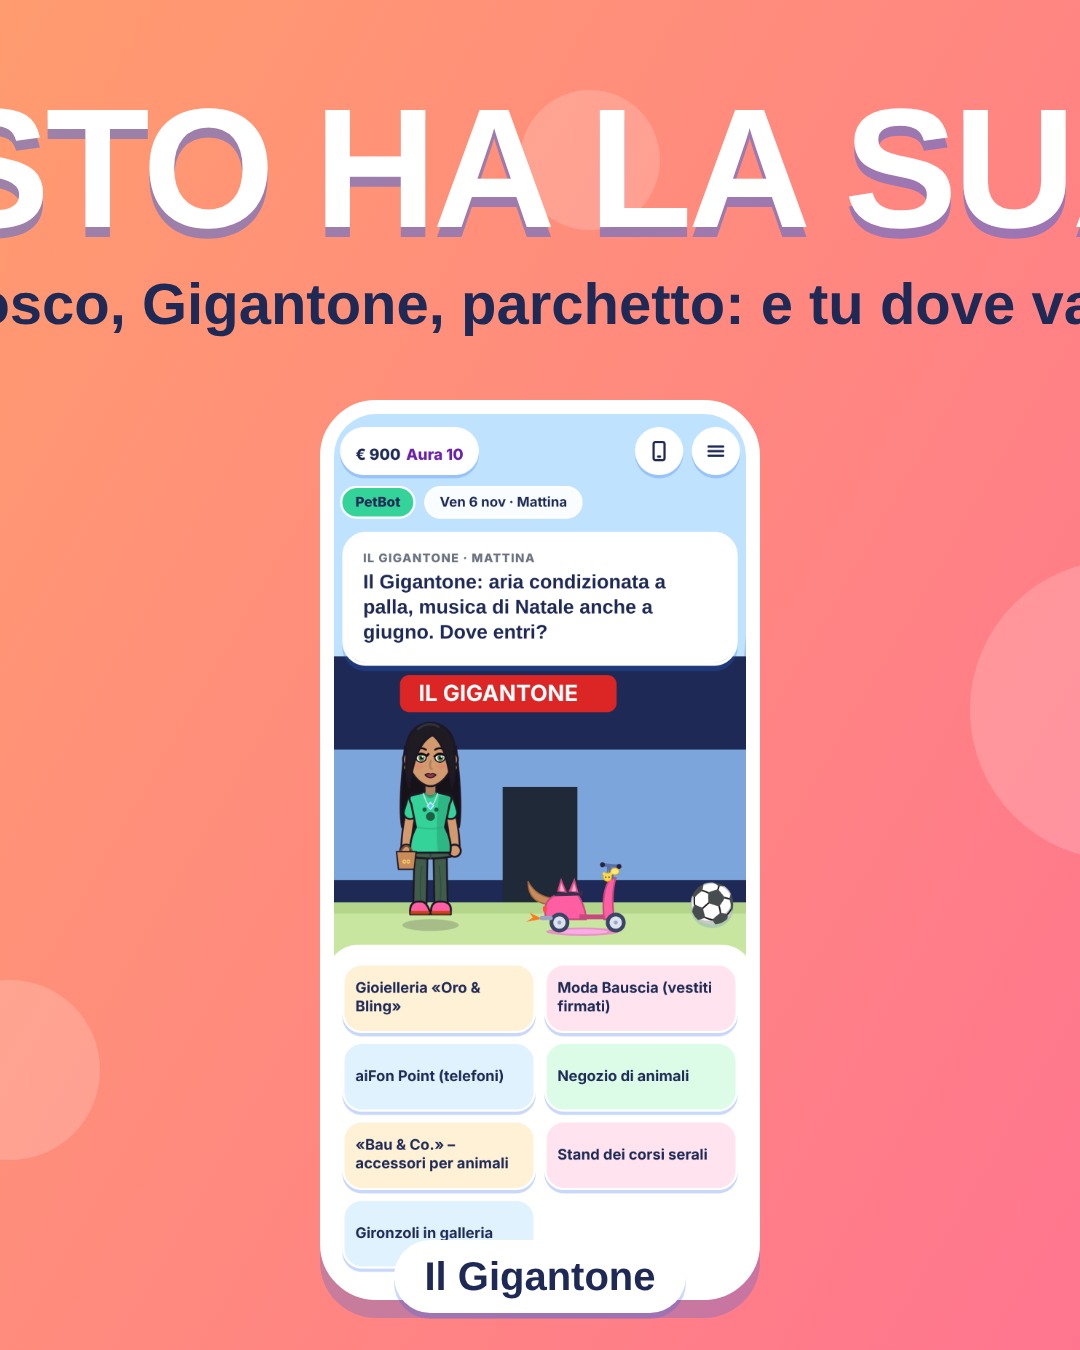 STO HA LA SUA
osco, Gigantone, parchetto: e tu dove va
€ 900 Aura 10
PetBot
Ven 6 nov · Mattina
IL GIGANTONE · MATTINA
Il Gigantone: aria condizionata a
palla, musica di Natale anche a
giugno. Dove entri?
IL GIGANTONE
Gioielleria «Oro &
Bling»
Moda Bauscia (vestiti
firmati)
aiFon Point (telefoni)
Negozio di animali
«Bau & Co.» –
accessori per animali
Stand dei corsi serali
Gironzoli in galleria
Il Gigantone